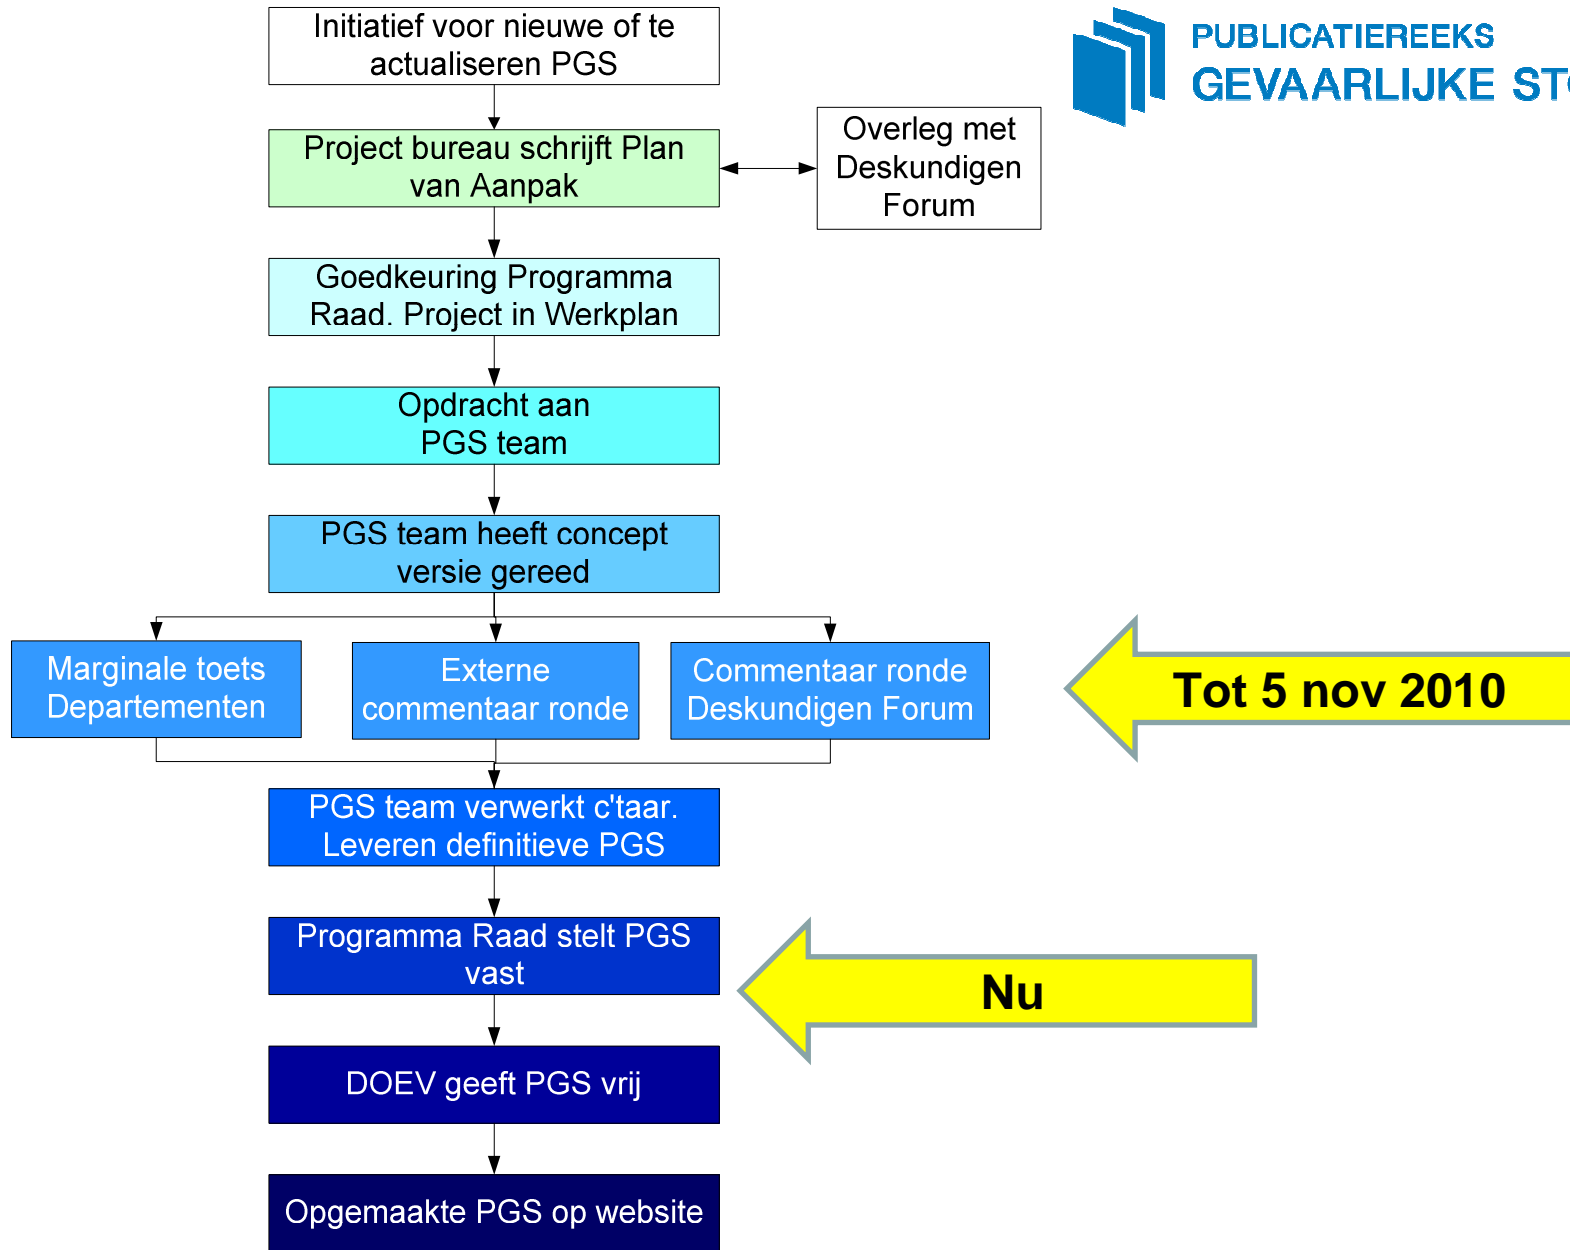 Initiatief voor nieuwe of te
actualiseren PGS
PUBLICATIEREEKS
GEVAARLIJKE STO
Project bureau schrijft Plan
van Aanpak
Overleg met
Deskundigen
Forum
Goedkeuring Programma
Raad. Project in Werkplan
Opdracht aan
PGS team
PGS team heeft concept
versie gereed
Marginale toets
Departementen
Externe
commentaar ronde
Commentaar ronde
Deskundigen Forum
Tot 5 nov 2010
PGS team verwerkt c'taar.
Leveren definitieve PGS
Programma Raad stelt PGS
vast
Nu
DOEV geeft PGS vrij
Opgemaakte PGS op website